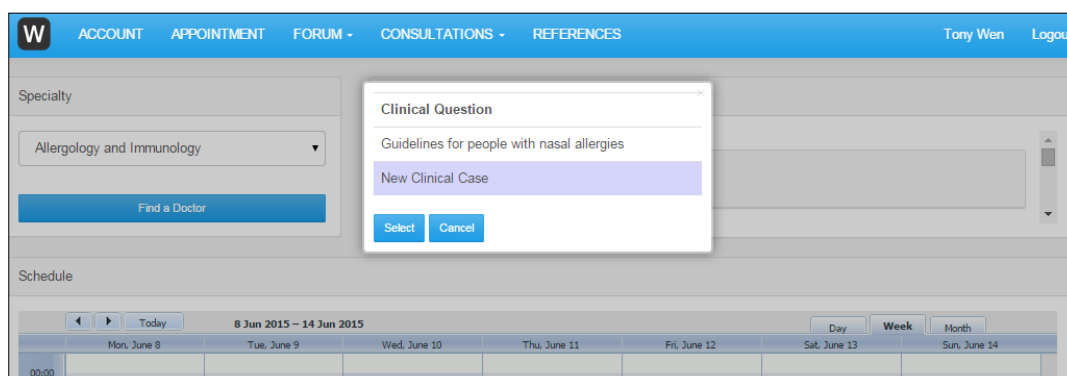 W ACCOUNT APPOINTMENT FORUM CONSULTATIONS REFERENCES Tony Wen Logou
Specialty
Allergology and Immunology
Find a Doctor
Clinical Question
Guidelines for people with nasal allergies
New Clinical Case
Select Cancel
Schedule
Today 8 Jun 2015 – 14 Jun 2015 Day Week Month
Mon, June 8 Tue, June 9 Wed, June 10 Thu, June 11 Fri, June 12 Sat, June 13 Sun, June 14
00:00